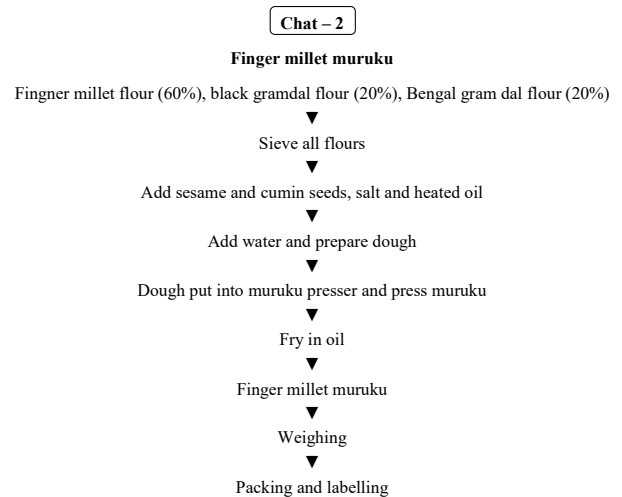 Chat – 2
Finger millet muruku
Fingner millet flour (60%), black gramdal flour (20%), Bengal gram dal flour (20%)
Sieve all flours
Add sesame and cumin seeds, salt and heated oil
Add water and prepare dough
Dough put into muruku presser and press muruku
Fry in oil
Finger millet muruku
Weighing
Packing and labelling